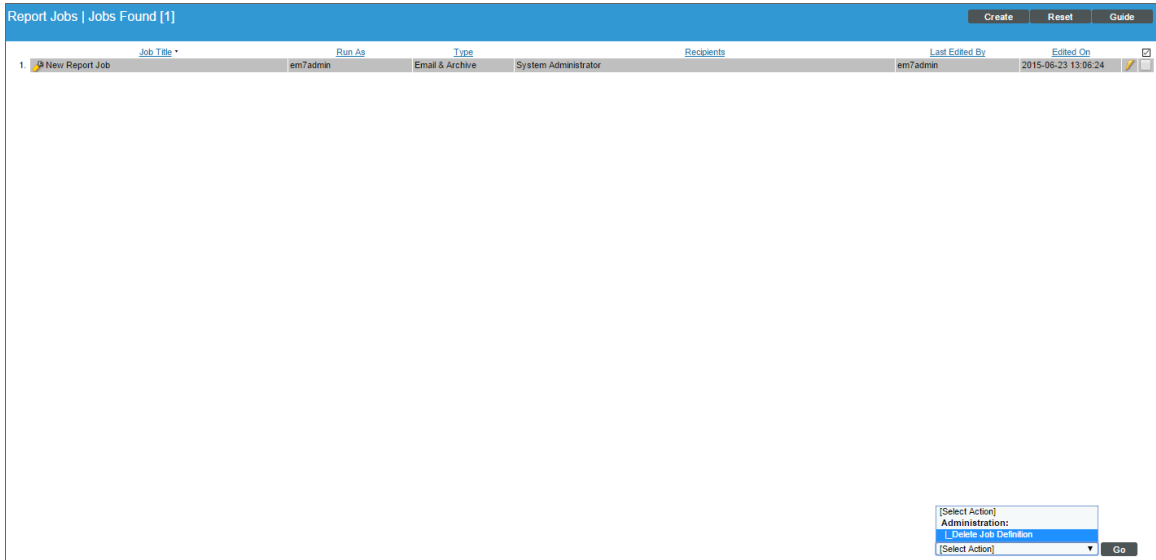 Report Jobs | Jobs Found [1]
Create Reset Guide
Job Title Run As Type Recipients Last Edited By Edited On
1. New Report Job em7admin Email & Archive System Administrator em7admin 2015-06-23 13:06:24
[Select Action]
Administration:
|_Delete Job Definition
[Select Action] Go